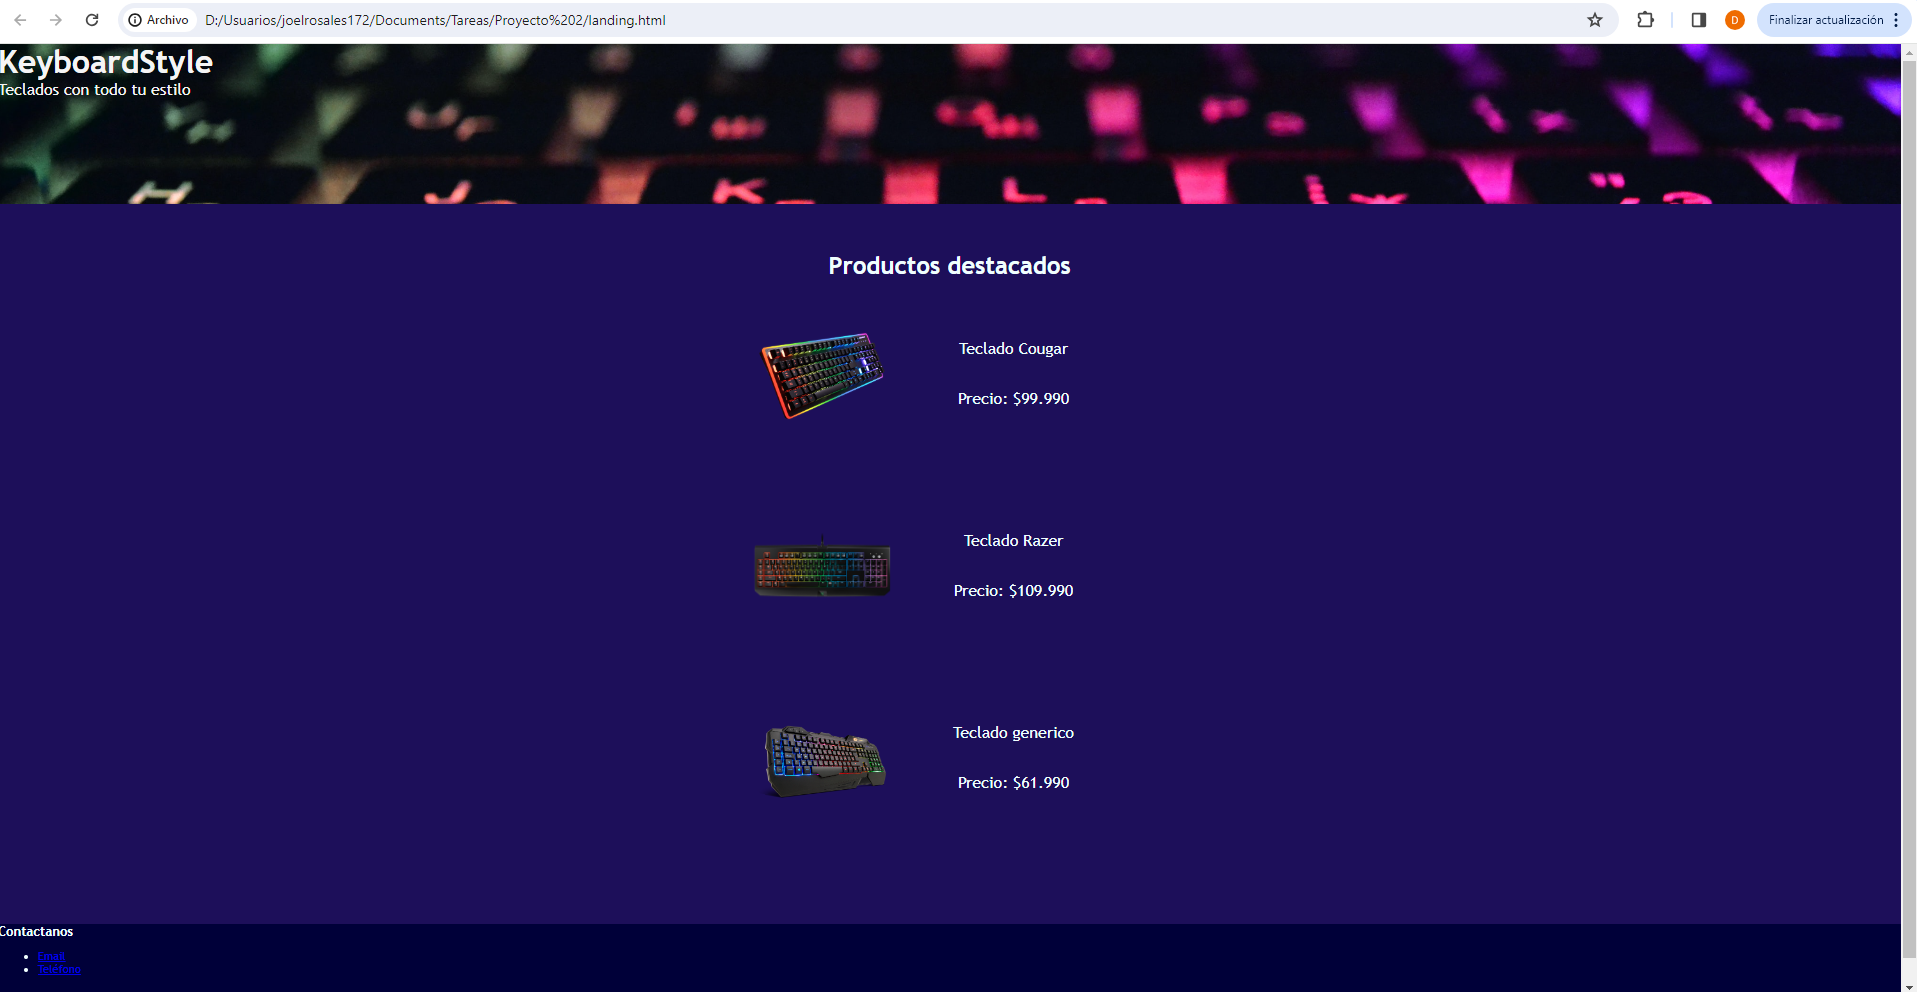 Archivo D:/Usuarios/joelrosales172/Documents/Tareas/Proyecto%202/landing.html D Finalizar actualización
KeyboardStyle
Teclados con todo tu estilo
Productos destacados
Teclado Cougar
Precio: $99.990
Teclado Razer
Precio: $109.990
Teclado generico
Precio: $61.990
Contactanos
Email
Teléfono